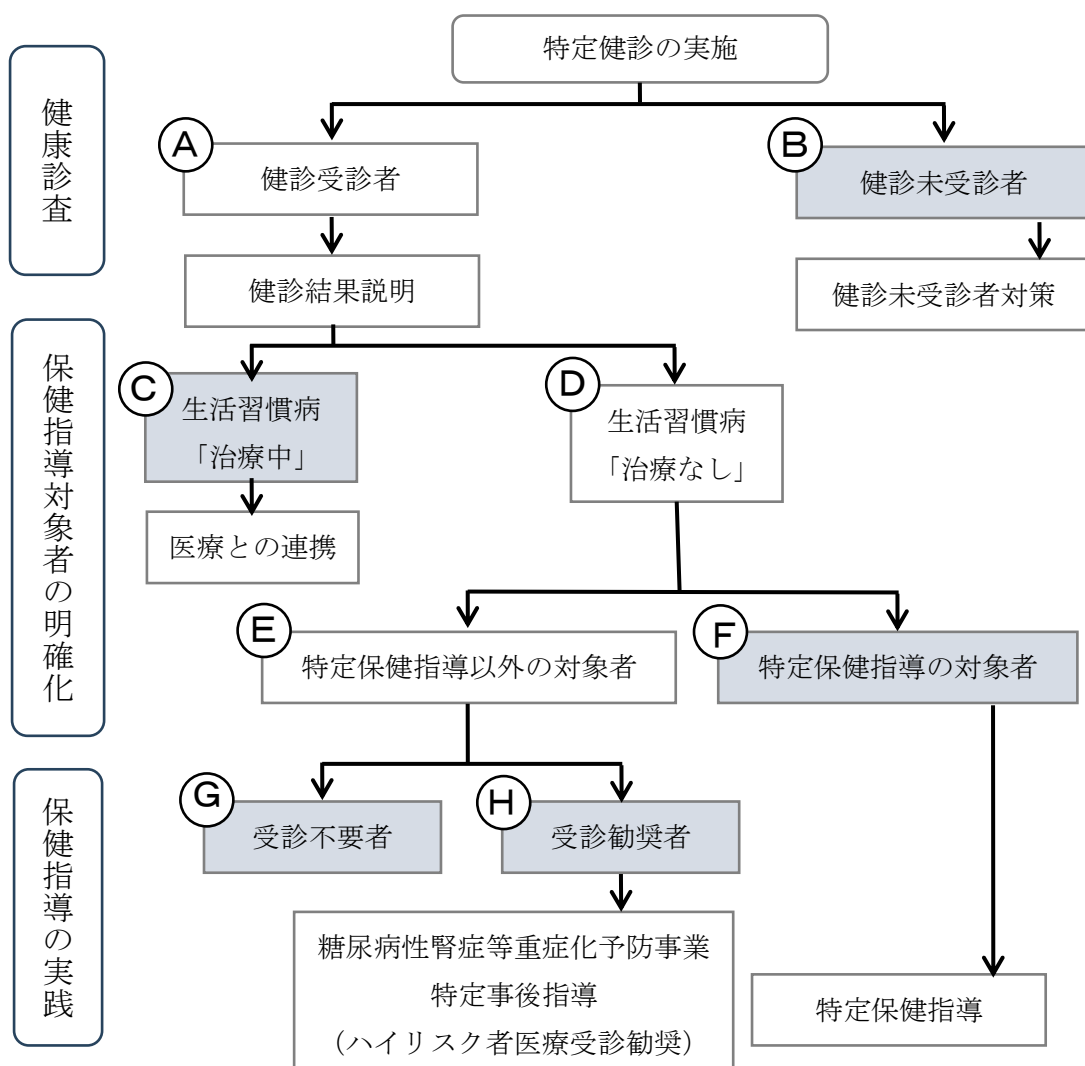 特定健診の実施
健康診査
A
健診受診者
B
健診未受診者
健診結果説明
健診未受診者対策
保健指導対象者の明確化
C
生活習慣病
「治療中」
D
生活習慣病
「治療なし」
医療との連携
E
特定保健指導以外の対象者
F
特定保健指導の対象者
保健指導の実践
G
受診不要者
H
受診勧奨者
糖尿病性腎症等重症化予防事業
特定事後指導
（ハイリスク者医療受診勧奨）
特定保健指導